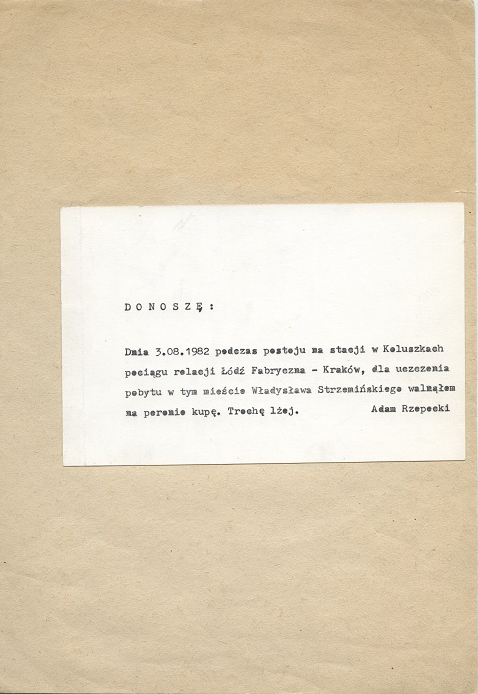 D O N O S Z Ę :
Dnia 3.08.1982 podczas postoju na stacji w Koluszkach
pociągu relacji Łódź Fabryczna - Kraków, dla uczczenia
pobytu w tym mieście Władysława Strzemińskiego walnąłem
na peronie kupę. Trochę lżej. Adam Rzepecki